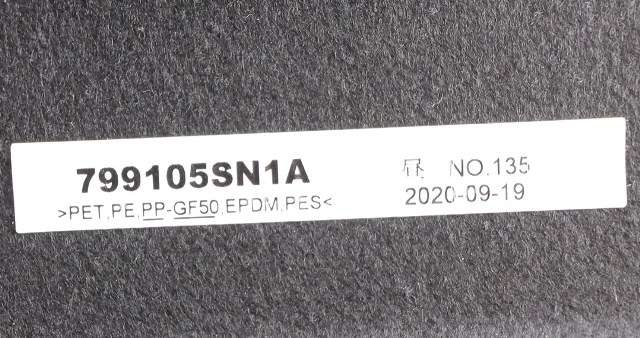 799105SN1A
>PET,PE,PP-GF50,EPDM,PES<
NO.135
2020-09-19